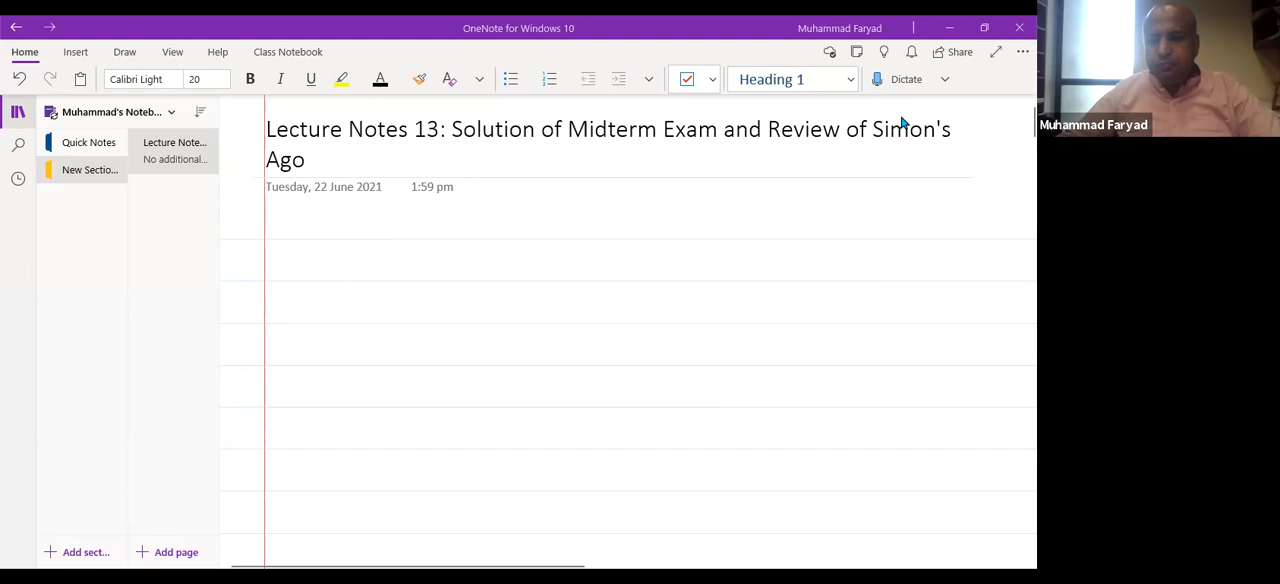 OneNote for Windows 10
Muhammad Faryad
Home Insert Draw View Help Class Notebook
Share
Calibri Light 20 B I U A A Heading 1 Dictate
Muhammad's Noteb...
Quick Notes
New Sectio...
Lecture Note...
No additional...
Lecture Notes 13: Solution of Midterm Exam and Review of Simon's
Ago
Tuesday, 22 June 2021 1:59 pm
Add sect... Add page
Muhammad Faryad